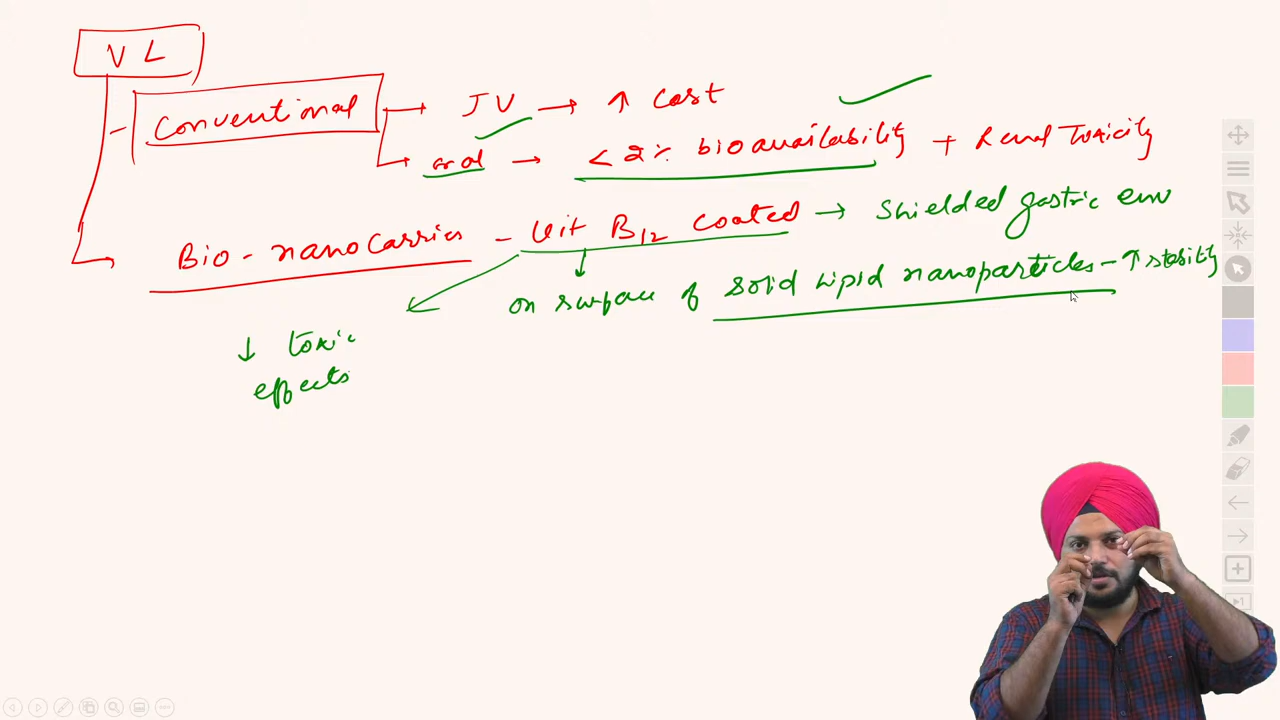 VL
Conventional → IV → ↑ Cost
oral → < 2% bioavailability + Renal Toxicity
Bio-nanocarrier - Vit B12 coated → shielded gastric env
on surface of solid lipid nanoparticles - ↑ stability
↓ toxic
effects